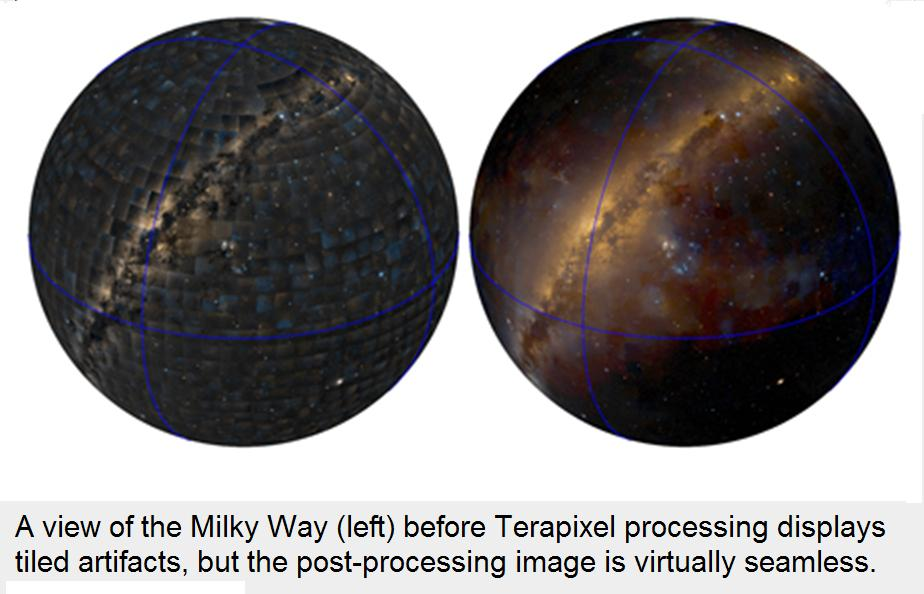 A view of the Milky Way (left) before Terapixel processing displays
tiled artifacts, but the post-processing image is virtually seamless.